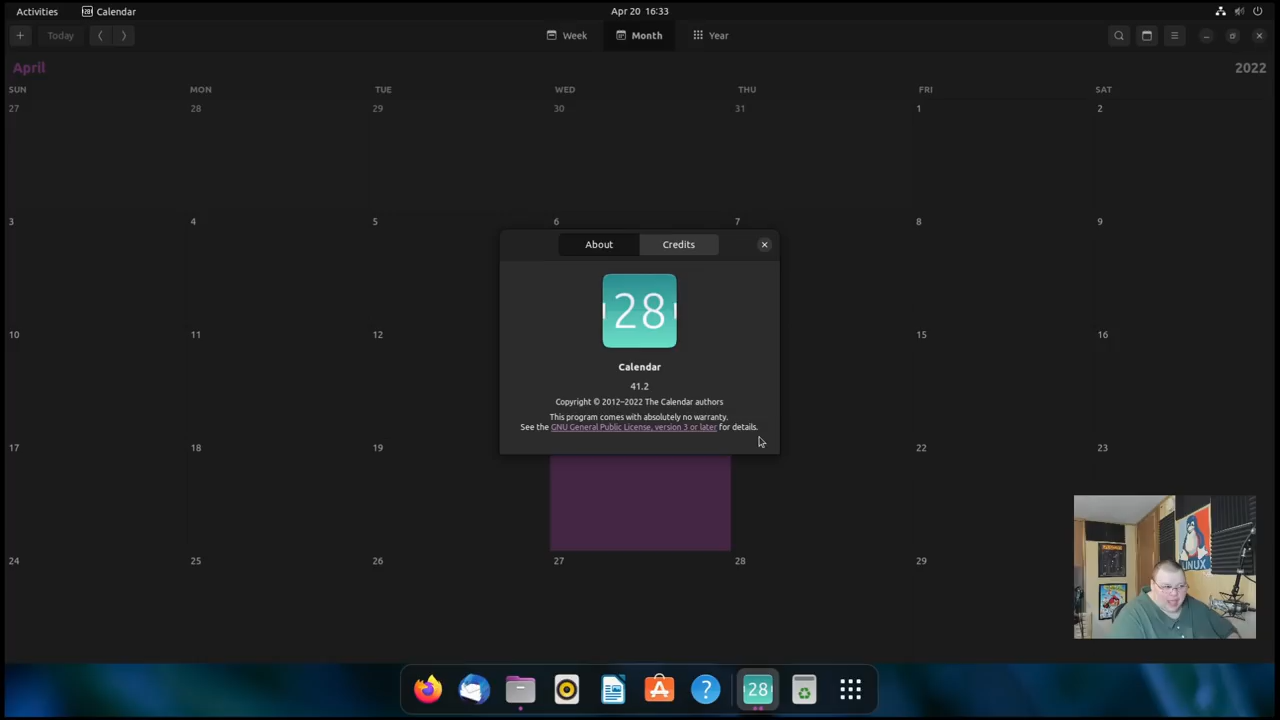 Activities Calendar Apr 20 16:33
Today Week Month Year
April 2022
SUN MON TUE WED THU FRI SAT
27 28 29 30 31 1 2
3 4 5 6 7 8 9
About Credits
28
Calendar
41.2
Copyright © 2012–2022 The Calendar authors
This program comes with absolutely no warranty.
See the GNU General Public License, version 3 or later for details.
10 11 12 15 16
17 18 19 22 23
24 25 26 27 28 29
LINUX
28